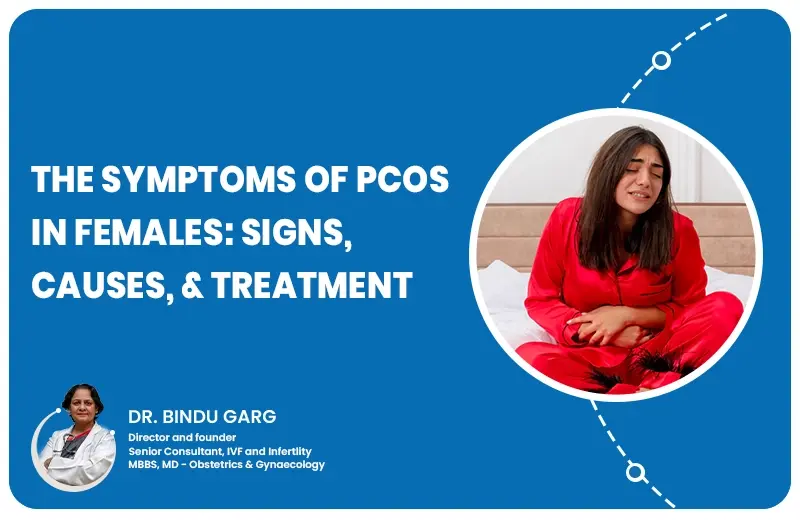 THE SYMPTOMS OF PCOS
IN FEMALES: SIGNS,
CAUSES, & TREATMENT
DR. BINDU GARG
Director and founder
Senior Consultant, IVF and Infertlity
MBBS, MD - Obstetrics & Gynaecology